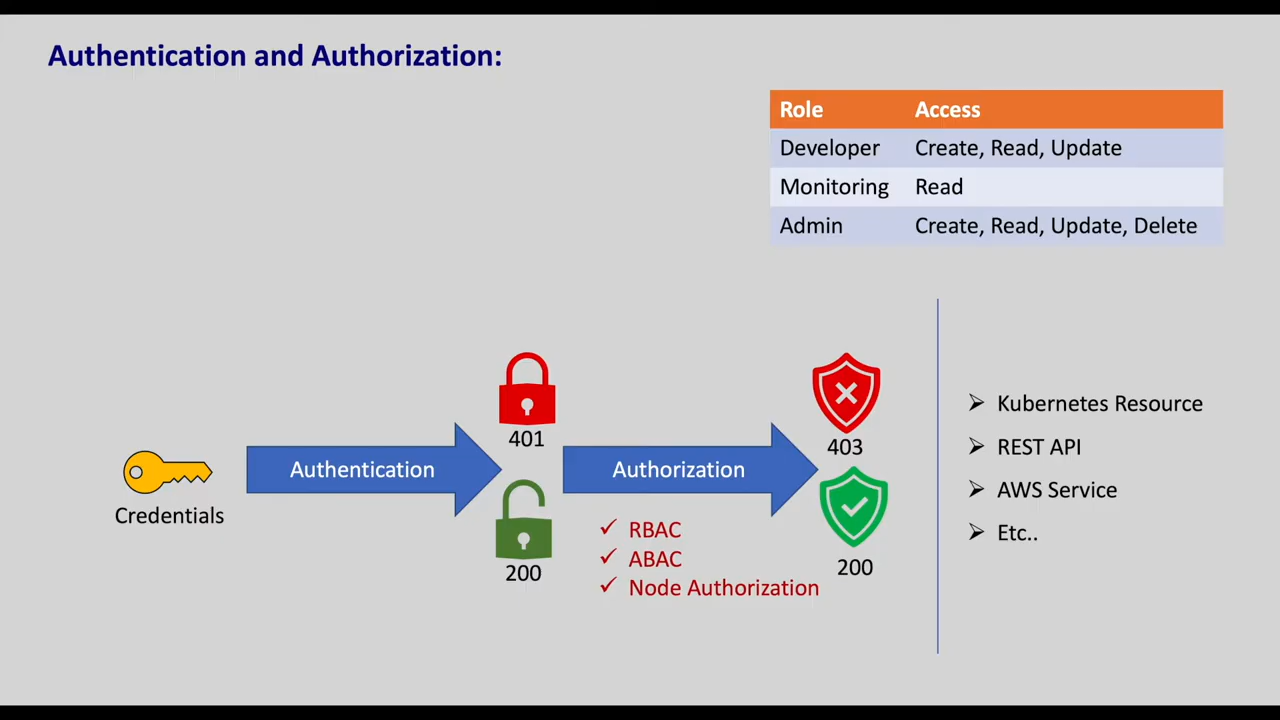 Authentication and Authorization:
Role Access
Developer Create, Read, Update
Monitoring Read
Admin Create, Read, Update, Delete
Credentials
Authentication
401
200
Authorization
RBAC
ABAC
Node Authorization
403
200
Kubernetes Resource
REST API
AWS Service
Etc..